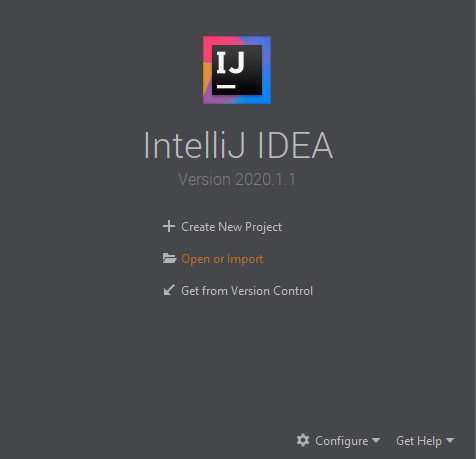 IJ
IntelliJ IDEA
Version 2020.1.1
Create New Project
Open or Import
Get from Version Control
Configure Get Help